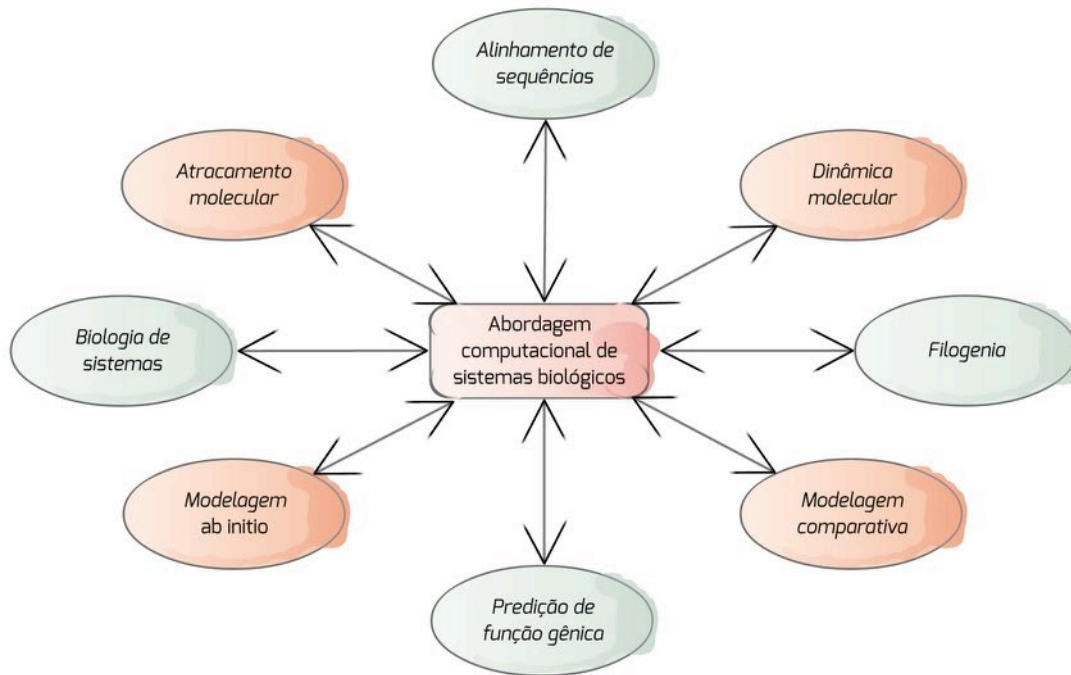 Alinhamento de
sequências
Atracamento
molecular
Dinâmica
molecular
Biologia de
sistemas
Abordagem
computacional de
sistemas biológicos
Filogenia
Modelagem
ab initio
Modelagem
comparativa
Predição de
função gênica